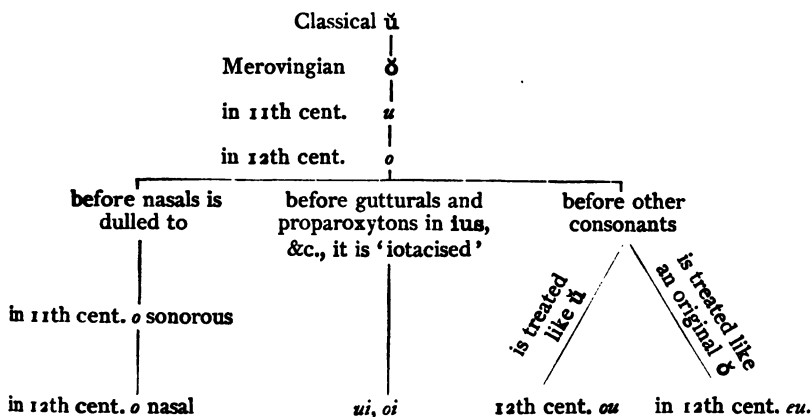 Classical ŭ
Merovingian ŏ
in 11th cent. u
in 12th cent. o
before nasals is
dulled to
before gutturals and
proparoxytons in ius,
&c., it is ‘iotacised’
before other
consonants
is treated
like ŭ
is treated like
an original ŏ
in 11th cent. o sonorous
in 12th cent. o nasal
ui, oi
12th cent. ou
in 12th cent. eu.